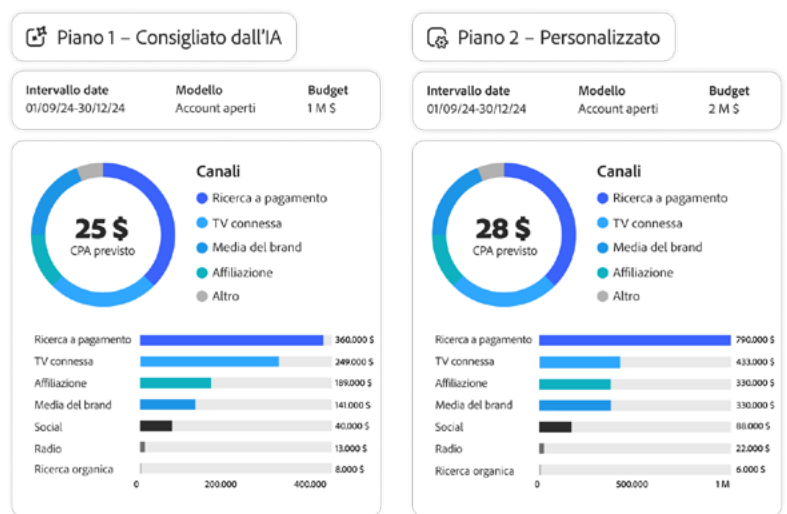 Piano 1 – Consigliato dall'IA
Intervallo date Modello Budget
01/09/24-30/12/24 Account aperti 1 M $
25 $
CPA previsto
Canali
Ricerca a pagamento
TV connessa
Media del brand
Affiliazione
Altro
Ricerca a pagamento 360.000 $
TV connessa 249.000 $
Affiliazione 189.000 $
Media del brand 141.000 $
Social 40.000 $
Radio 13.000 $
Ricerca organica 8.000 $
0 200.000 400.000
Piano 2 – Personalizzato
Intervallo date Modello Budget
01/09/24-30/12/24 Account aperti 2 M $
28 $
CPA previsto
Canali
Ricerca a pagamento
TV connessa
Media del brand
Affiliazione
Altro
Ricerca a pagamento 790.000 $
TV connessa 433.000 $
Affiliazione 330.000 $
Media del brand 330.000 $
Social 88.000 $
Radio 22.000 $
Ricerca organica 6.000 $
0 500.000 1 M